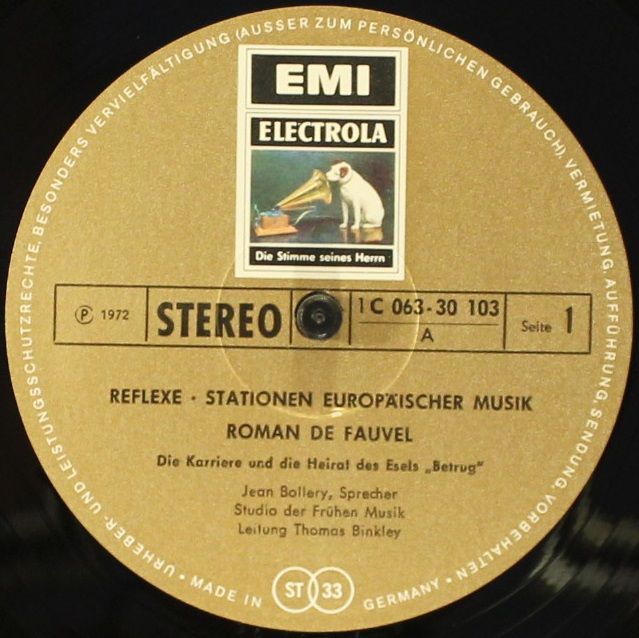 EMI
ELECTROLA
Die Stimme seines Herrn
℗ 1972
STEREO
1 C 063-30 103
A
Seite 1
REFLEXE · STATIONEN EUROPÄISCHER MUSIK
ROMAN DE FAUVEL
Die Karriere und die Heirat des Esels „Betrug“
Jean Bollery, Sprecher
Studio der Frühen Musik
Leitung Thomas Binkley
URHEBER- UND LEISTUNGSSCHUTZRECHTE, BESONDERS VERVIELFÄLTIGUNG (AUSSER ZUM PERSÖNLICHEN GEBRAUCH), VERMIETUNG, AUFFÜHRUNG, SENDUNG, VORBEHALTEN
· MADE IN GERMANY ·
ST 33